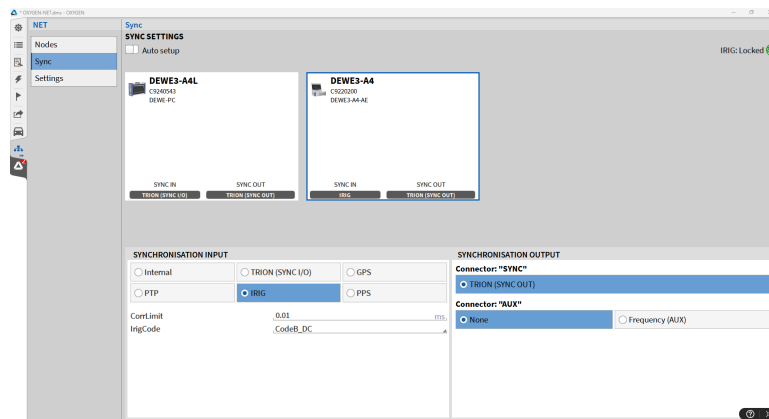 * OXYGEN-NET.dms - OXYGEN
NET
Nodes
Sync
Settings
Sync
SYNC SETTINGS
Auto setup
IRIG: Locked
DEWE3-A4L
C9240543
DEWE-PC
SYNC IN SYNC OUT
TRION (SYNC I/O) TRION (SYNC OUT)
DEWE3-A4
C9220200
DEWE3-A4-AE
SYNC IN SYNC OUT
IRIG TRION (SYNC OUT)
SYNCHRONISATION INPUT
Internal TRION (SYNC I/O) GPS
PTP IRIG PPS
CorrLimit 0.01 ms
IrigCode CodeB_DC
SYNCHRONISATION OUTPUT
Connector: "SYNC"
TRION (SYNC OUT)
Connector: "AUX"
None Frequency (AUX)